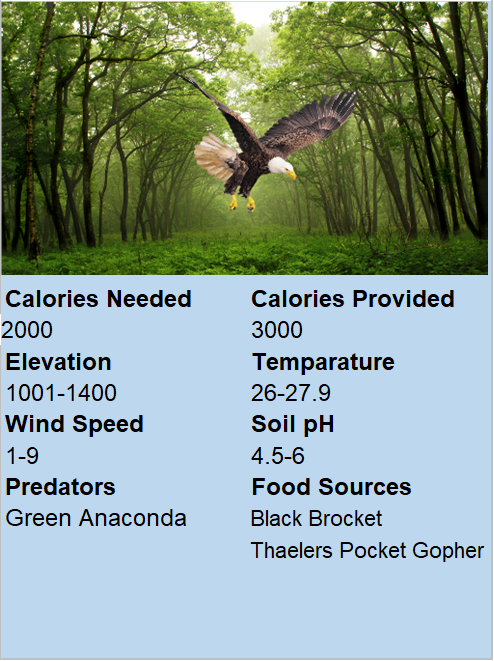 Calories Needed
Calories Provided
2000
3000
Elevation
Temparature
1001-1400
26-27.9
Wind Speed
Soil pH
1-9
4.5-6
Predators
Food Sources
Green Anaconda
Black Brocket
Thaelers Pocket Gopher